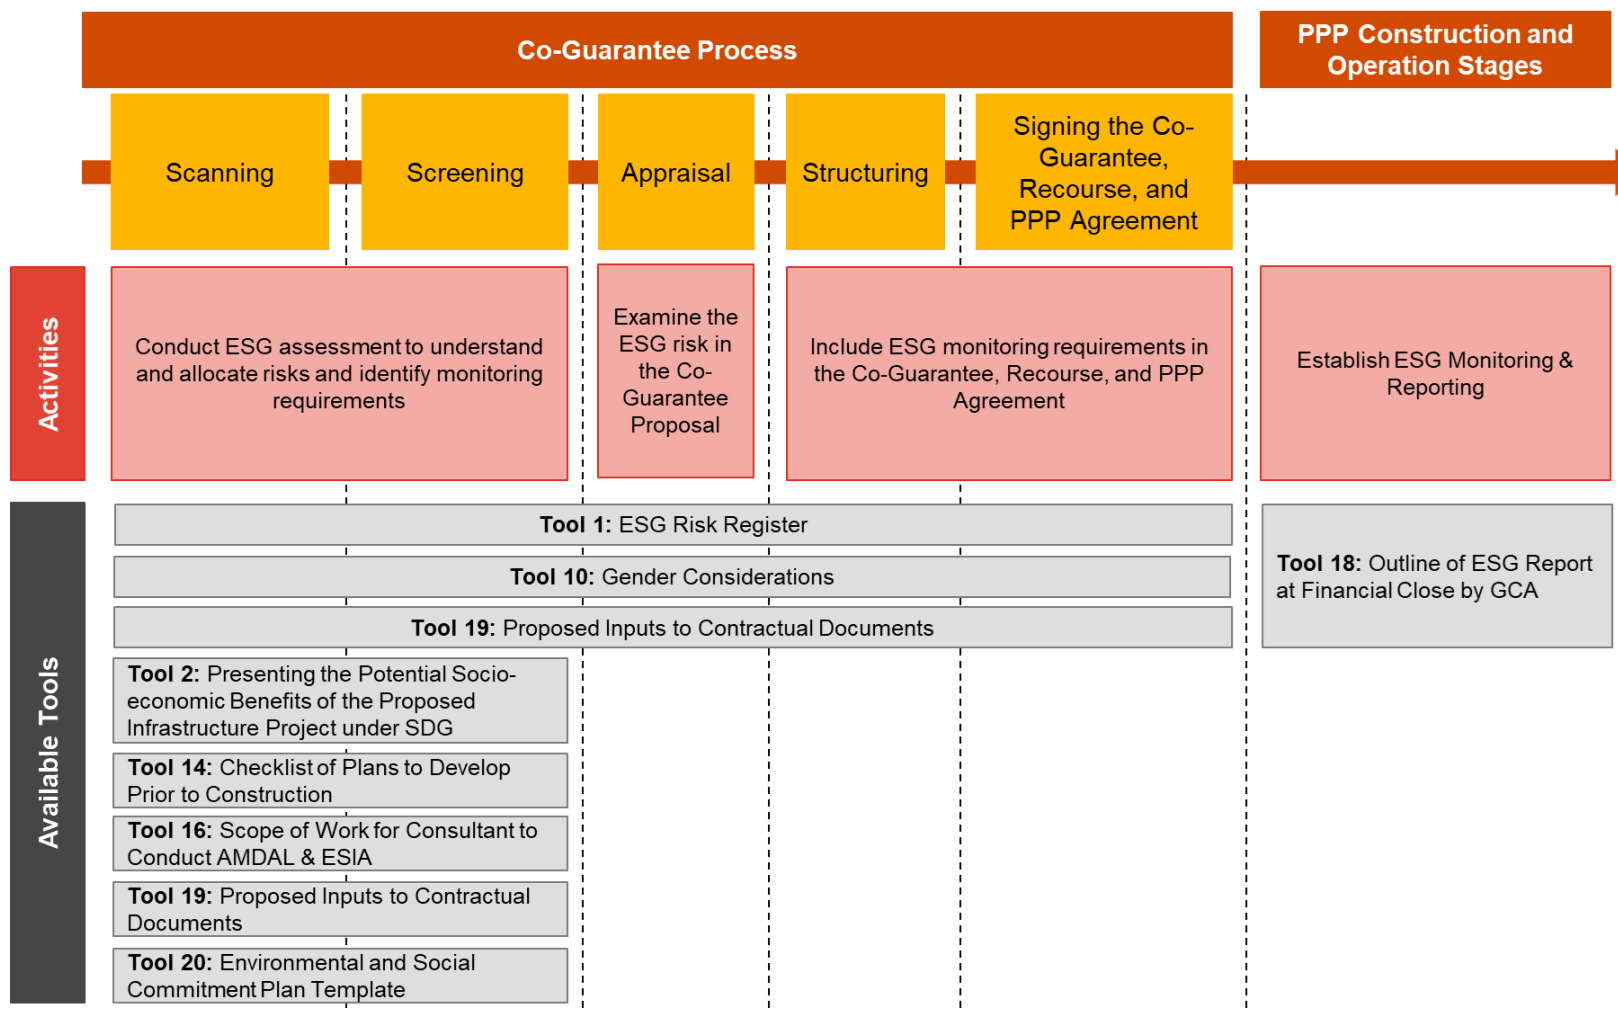 Co-Guarantee Process
PPP Construction and
Operation Stages
Scanning
Screening
Appraisal
Structuring
Signing the Co-
Guarantee,
Recourse, and
PPP Agreement
Activities
Conduct ESG assessment to understand
and allocate risks and identify monitoring
requirements
Examine the
ESG risk in
the Co-
Guarantee
Proposal
Include ESG monitoring requirements in
the Co-Guarantee, Recourse, and PPP
Agreement
Establish ESG Monitoring &
Reporting
Available Tools
Tool 1: ESG Risk Register
Tool 10: Gender Considerations
Tool 19: Proposed Inputs to Contractual Documents
Tool 18: Outline of ESG Report
at Financial Close by GCA
Tool 2: Presenting the Potential Socio-
economic Benefits of the Proposed
Infrastructure Project under SDG
Tool 14: Checklist of Plans to Develop
Prior to Construction
Tool 16: Scope of Work for Consultant to
Conduct AMDAL & ESIA
Tool 19: Proposed Inputs to Contractual
Documents
Tool 20: Environmental and Social
Commitment Plan Template